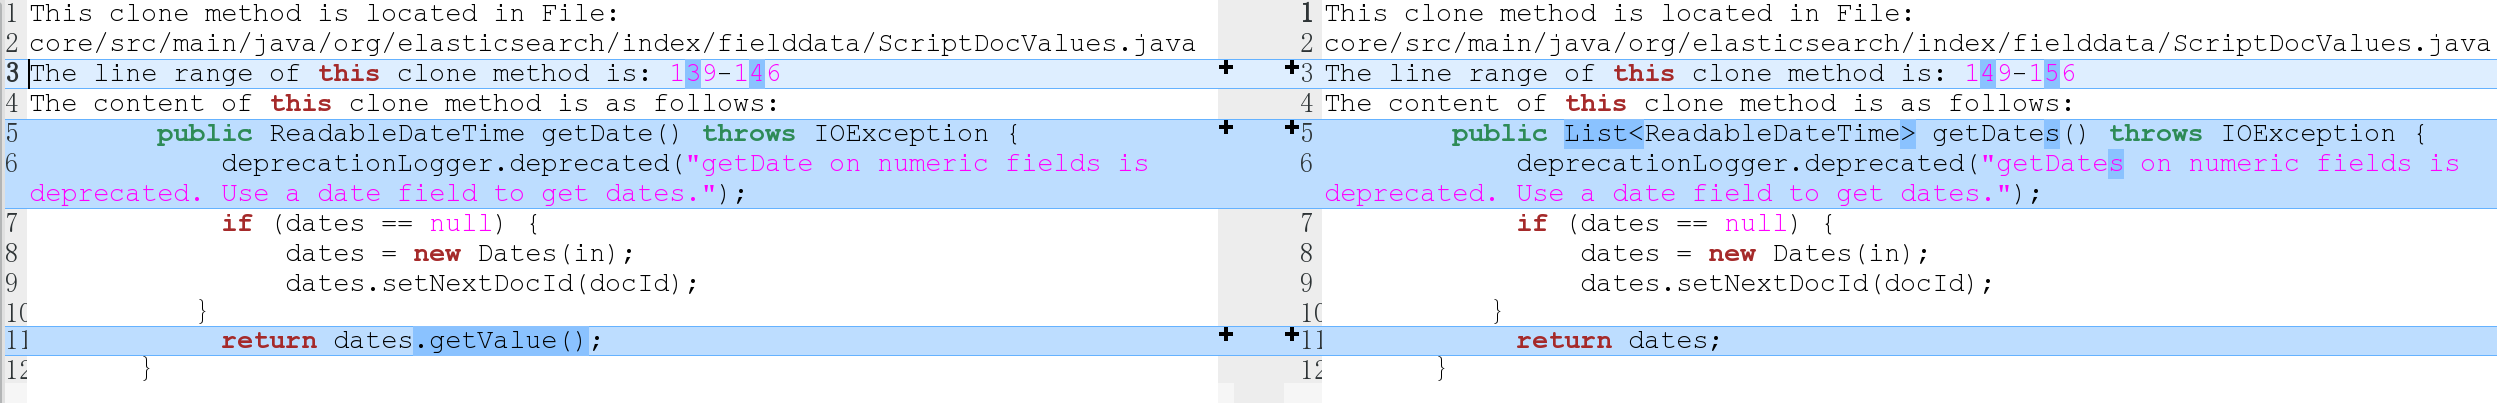 1 This clone method is located in File:
2 core/src/main/java/org/elasticsearch/index/fielddata/ScriptDocValues.java
3 The line range of this clone method is: 139-146
4 The content of this clone method is as follows:
5         public ReadableDateTime getDate() throws IOException {
6             deprecationLogger.deprecated("getDate on numeric fields is
deprecated. Use a date field to get dates.");
7             if (dates == null) {
8                 dates = new Dates(in);
9                 dates.setNextDocId(docId);
10             }
11             return dates.getValue();
12         }
1 This clone method is located in File:
2 core/src/main/java/org/elasticsearch/index/fielddata/ScriptDocValues.java
3 The line range of this clone method is: 149-156
4 The content of this clone method is as follows:
5         public List<ReadableDateTime> getDates() throws IOException {
6             deprecationLogger.deprecated("getDates on numeric fields is
deprecated. Use a date field to get dates.");
7             if (dates == null) {
8                 dates = new Dates(in);
9                 dates.setNextDocId(docId);
10             }
11             return dates;
12         }